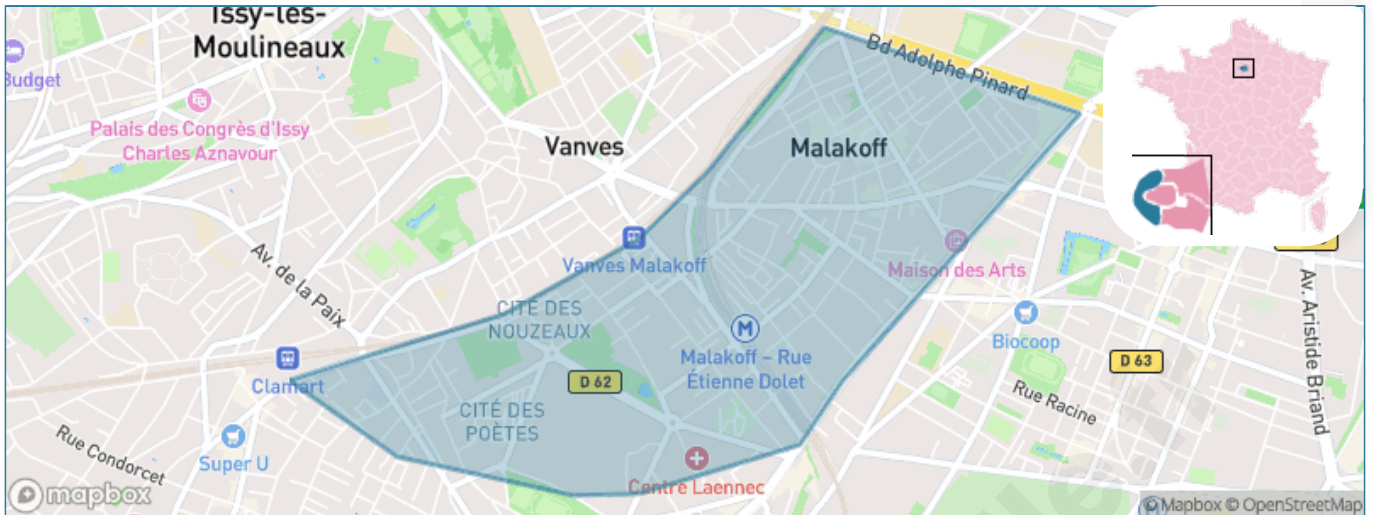 Issy-les-
Moulineaux
Budget
Palais des Congrès d'Issy
Charles Aznavour
Vanves
Malakoff
Bd Adolphe Pinard
Av. de la Paix
Vanves Malakoff
Maison des Arts
CITÉ DES
NOUZEAUX
M
Malakoff – Rue
Étienne Dolet
Biocoop
D 63
Av. Aristide Briand
Clamart
D 62
Rue Racine
CITÉ DES
POÈTES
Rue Condorcet
Super U
Centre Laennec
mapbox
M
© Mapbox © OpenStreetMap